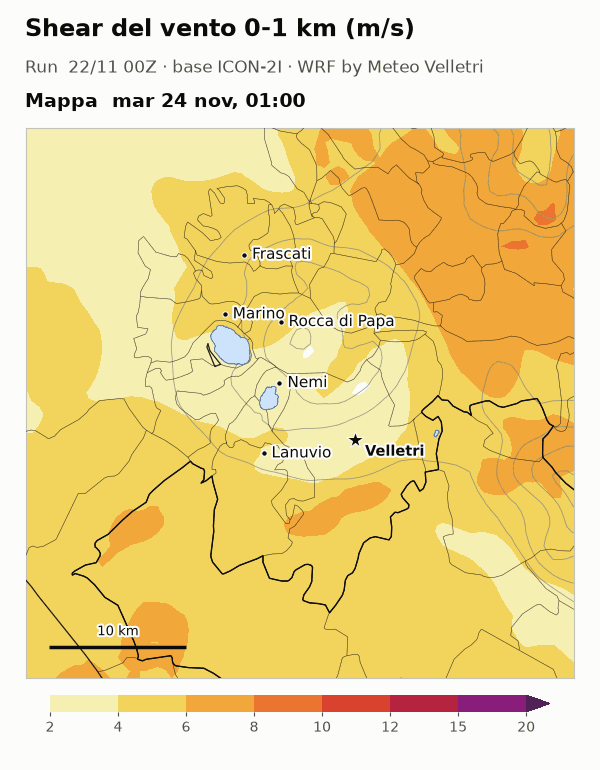 Shear del vento 0-1 km (m/s)
Run  22/11 00Z · base ICON-2I · WRF by Meteo Velletri
Mappa  mar 24 nov, 01:00
Frascati
Marino
Rocca di Papa
Nemi
Velletri
Lanuvio
10 km
2 4 6 8 10 12 15 20